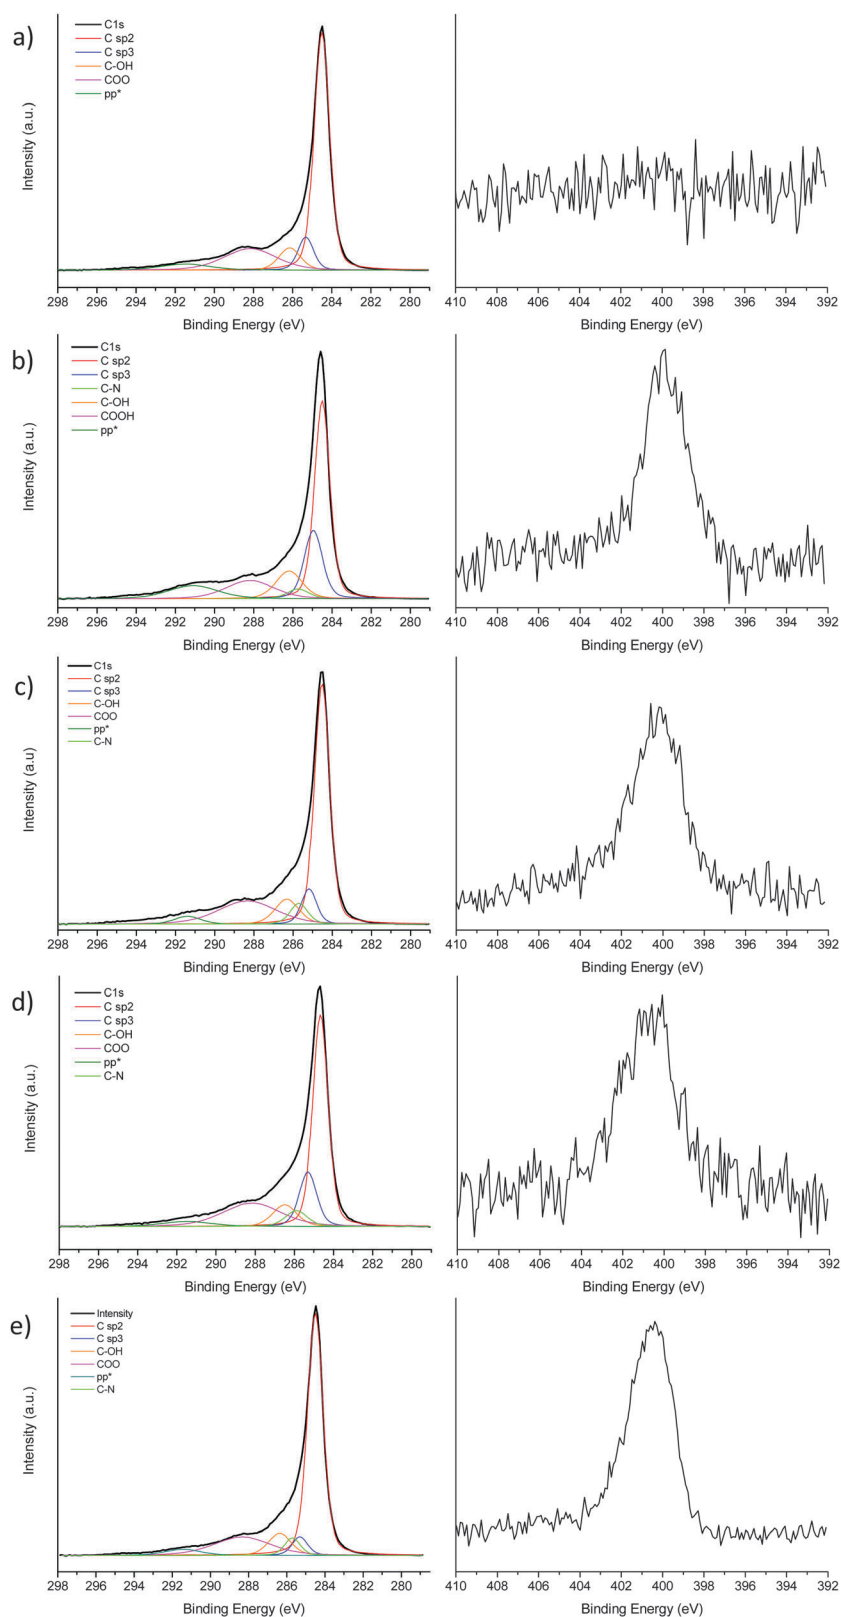 a)
C1s
C sp2
C sp3
C-OH
COO
pp*
Intensity (a.u.)
298 296 294 292 290 288 286 284 282 280
Binding Energy (eV)
410 408 406 404 402 400 398 396 394 392
Binding Energy (eV)
b)
C1s
C sp2
C sp3
C-N
C-OH
COOH
pp*
Intensity (a.u.)
298 296 294 292 290 288 286 284 282 280
Binding Energy (eV)
410 408 406 404 402 400 398 396 394 392
Binding Energy (eV)
c)
C1s
C sp2
C sp3
C-OH
COO
pp*
C-N
Intensity (a.u)
298 296 294 292 290 288 286 284 282 280
Binding Energy (eV)
410 408 406 404 402 400 398 396 394 392
Binding Energy (eV)
d)
C1s
C sp2
C sp3
C-OH
COO
pp*
C-N
Intensity (a.u.)
298 296 294 292 290 288 286 284 282 280
Binding Energy (eV)
410 408 406 404 402 400 398 396 394 392
Binding Energy (eV)
e)
Intensity
C sp2
C sp3
C-OH
COO
pp*
C-N
Intensity (a.u.)
298 296 294 292 290 288 286 284 282 280
Binding Energy (eV)
410 408 406 404 402 400 398 396 394 392
Binding Energy (eV)